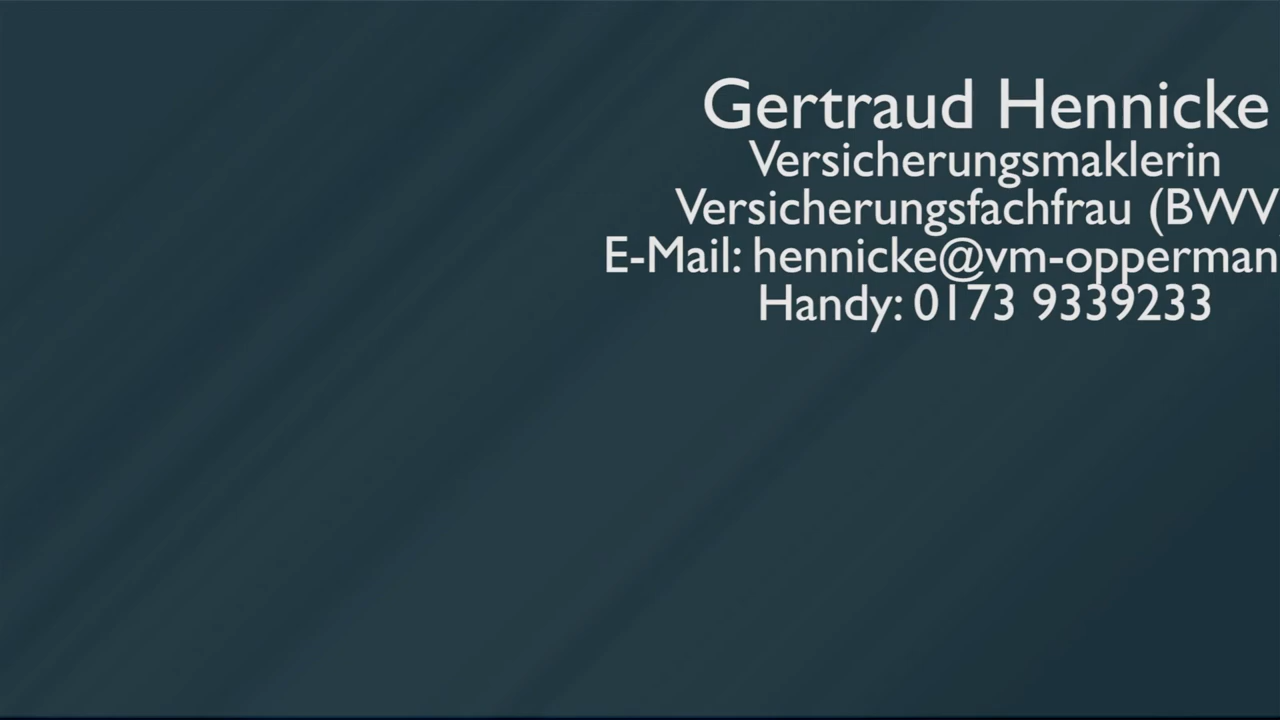 Gertraud Hennicke
Versicherungsmaklerin
Versicherungsfachfrau (BWV
E-Mail: hennicke@vm-opperman
Handy: 0173 9339233